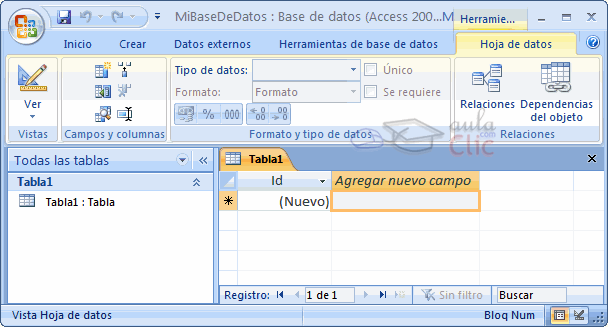 MiBaseDeDatos : Base de datos (Access 200...M... Herramie...
Inicio Crear Datos externos Herramientas de base de datos Hoja de datos
Ver
Vistas
Campos y columnas
Tipo de datos: Único
Formato: Formato Se requiere
% 000
Formato y tipo de datos
Relaciones Dependencias del objeto
Relaciones
aulaClic.com
Todas las tablas
Tabla1
Tabla1 : Tabla
Tabla1
Id Agregar nuevo campo
(Nuevo)
Registro: 1 de 1 Sin filtro Buscar
Vista Hoja de datos Bloq Num